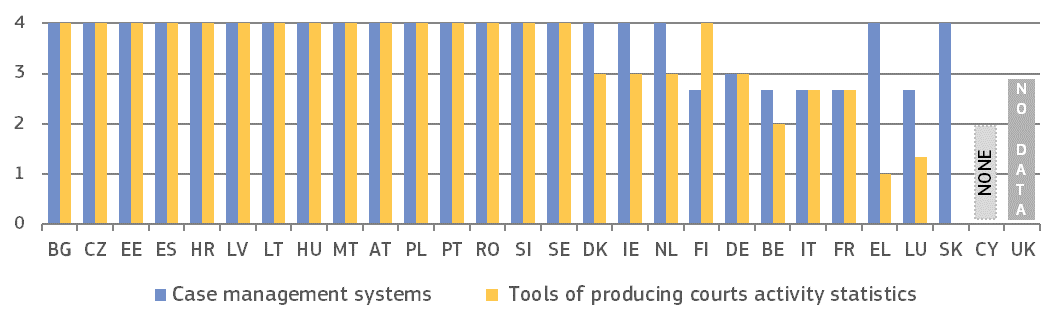 4
3
2
1
0
NONE
NO DATA
BG CZ EE ES HR LV LT HU MT AT PL PT RO SI SE DK IE NL FI DE BE IT FR EL LU SK CY UK
Case management systems Tools of producing courts activity statistics